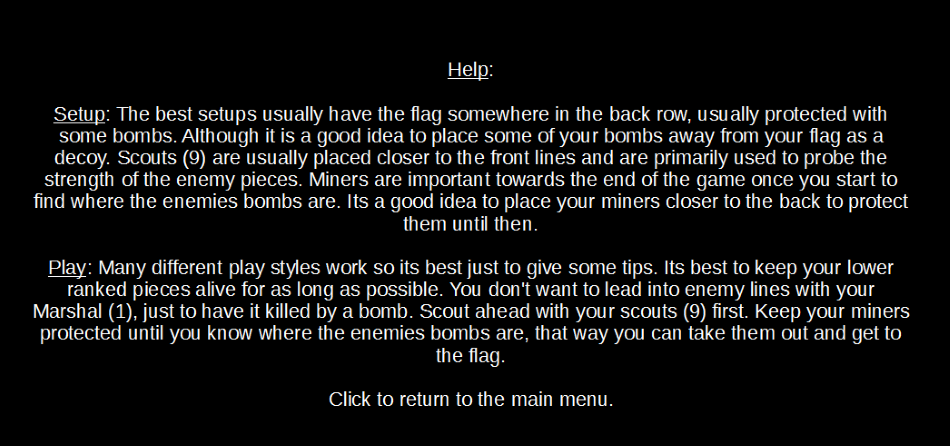 Help:
Setup: The best setups usually have the flag somewhere in the back row, usually protected with
some bombs. Although it is a good idea to place some of your bombs away from your flag as a
decoy. Scouts (9) are usually placed closer to the front lines and are primarily used to probe the
strength of the enemy pieces. Miners are important towards the end of the game once you start to
find where the enemies bombs are. Its a good idea to place your miners closer to the back to protect
them until then.
Play: Many different play styles work so its best just to give some tips. Its best to keep your lower
ranked pieces alive for as long as possible. You don't want to lead into enemy lines with your
Marshal (1), just to have it killed by a bomb. Scout ahead with your scouts (9) first. Keep your miners
protected until you know where the enemies bombs are, that way you can take them out and get to
the flag.
Click to return to the main menu.